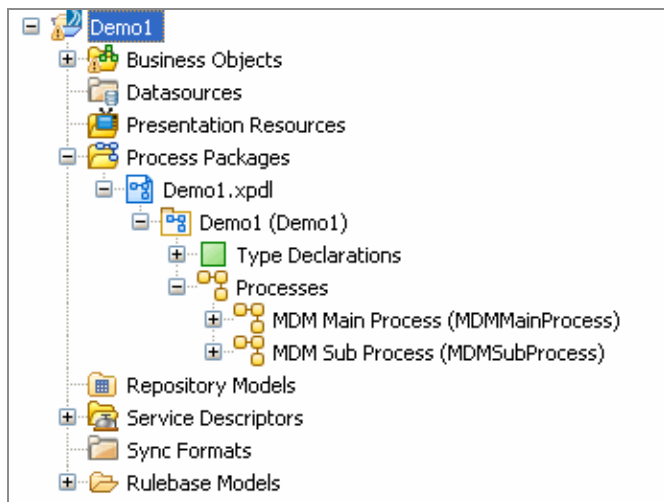 Demo1
Business Objects
Datasources
Presentation Resources
Process Packages
Demo1.xpdl
Demo1 (Demo1)
Type Declarations
Processes
MDM Main Process (MDMMainProcess)
MDM Sub Process (MDMSubProcess)
Repository Models
Service Descriptors
Sync Formats
Rulebase Models